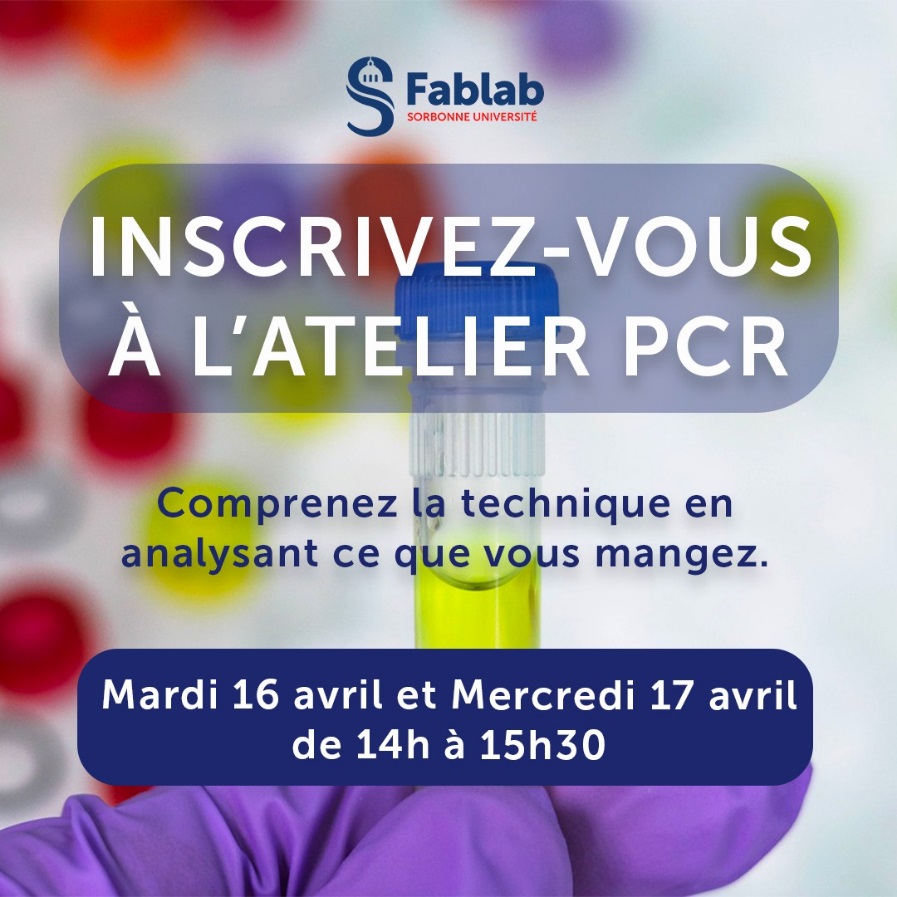 Fablab
SORBONNE UNIVERSITÉ
INSCRIVEZ-VOUS
À L'ATELIER PCR
Comprenez la technique en
analysant ce que vous mangez.
Mardi 16 avril et Mercredi 17 avril
de 14h à 15h30